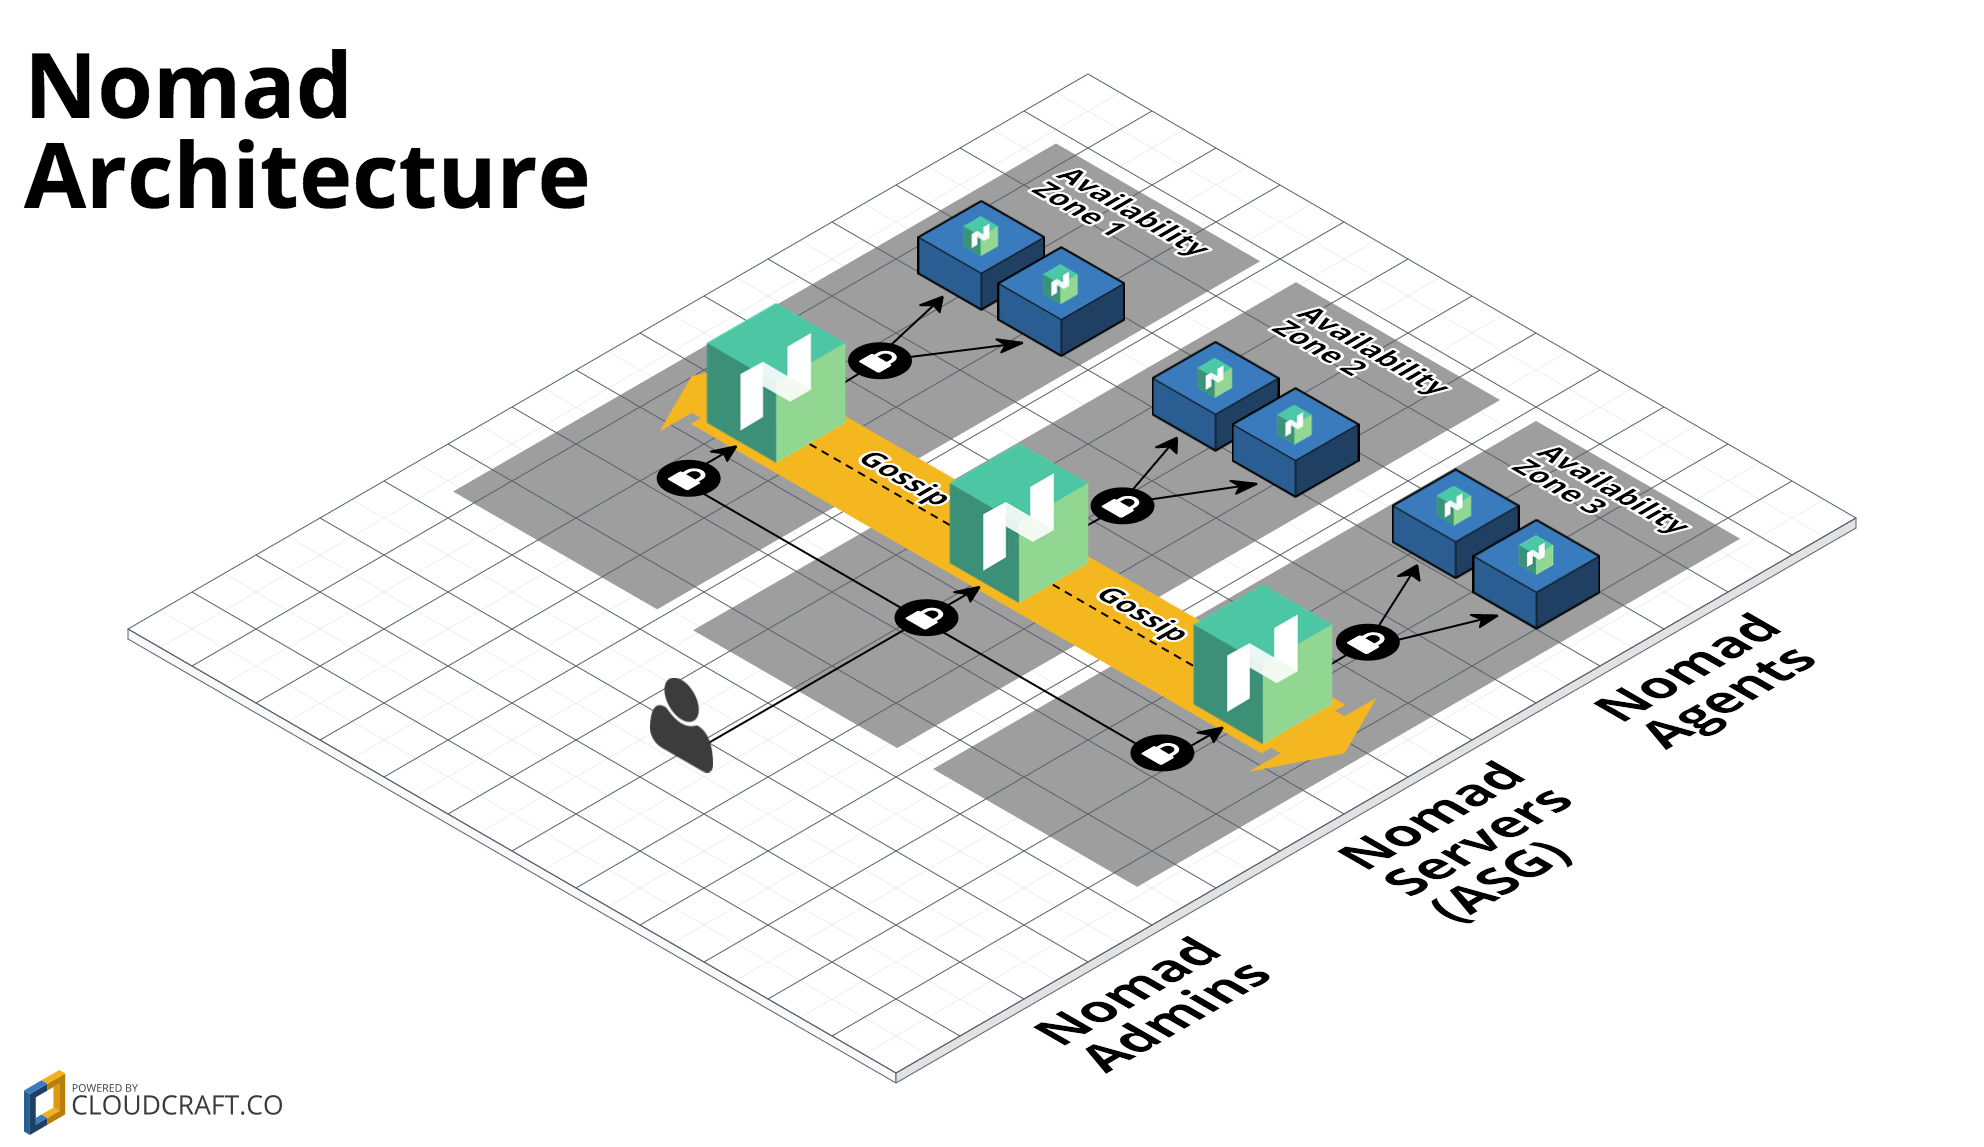 Nomad
Architecture
Availability
Zone 1
Availability
Zone 2
Availability
Zone 3
Gossip
Gossip
Nomad
Agents
Nomad
Servers
(ASG)
Nomad
Admins
POWERED BY
CLOUDCRAFT.CO